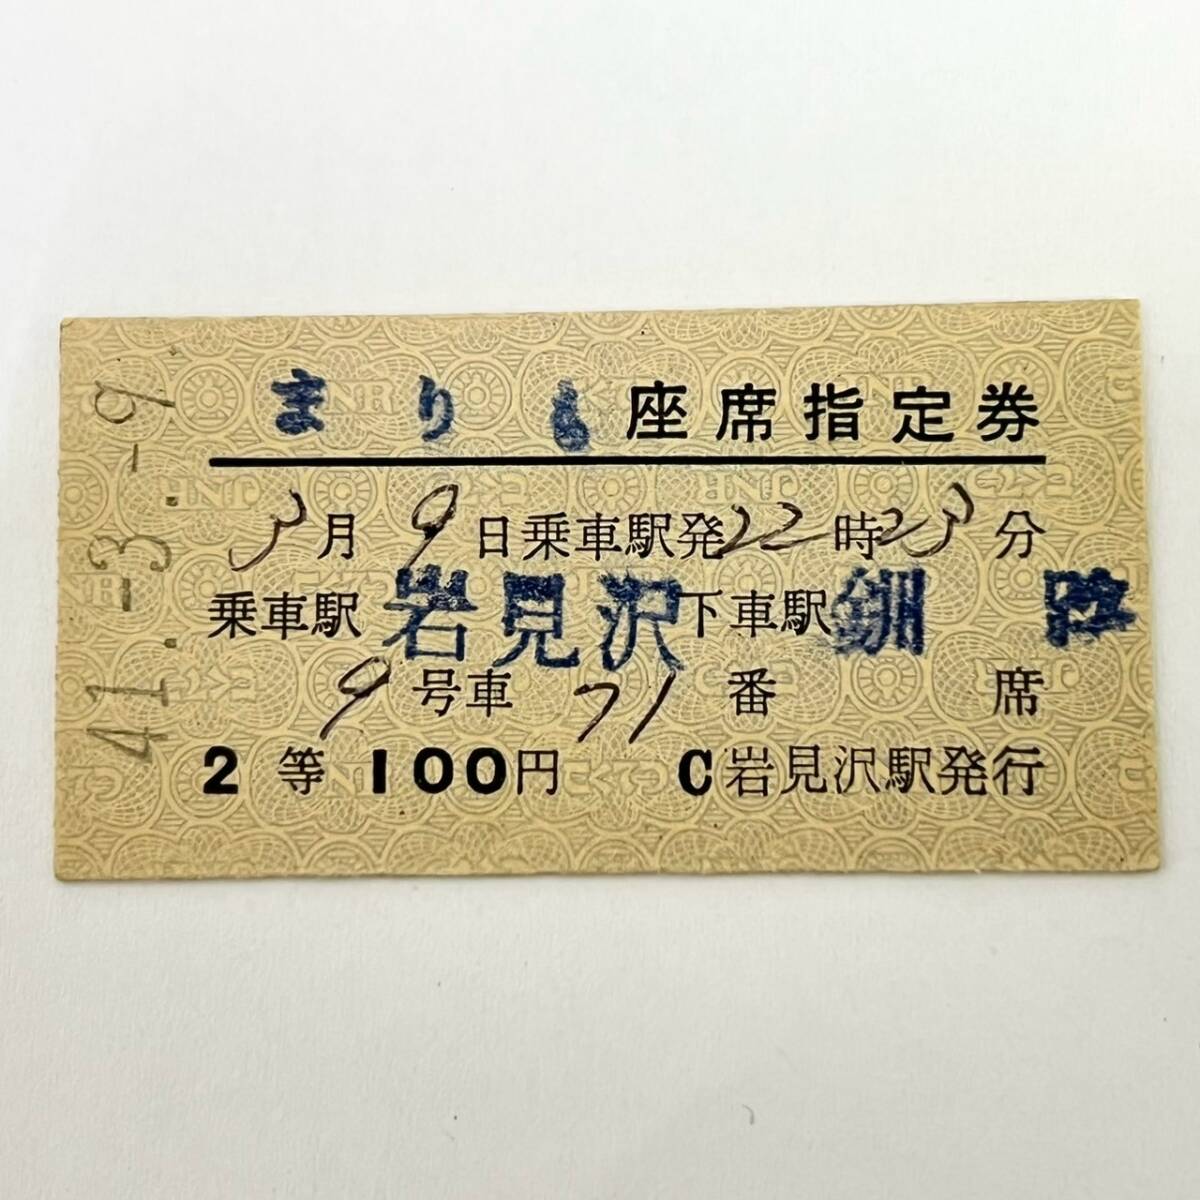 41.-3.-9.
まりも座席指定券
3月9日乗車駅発22時23分
乗車駅 岩見沢 下車駅 釧路
9号車 71番席
2等 100円 C岩見沢駅発行